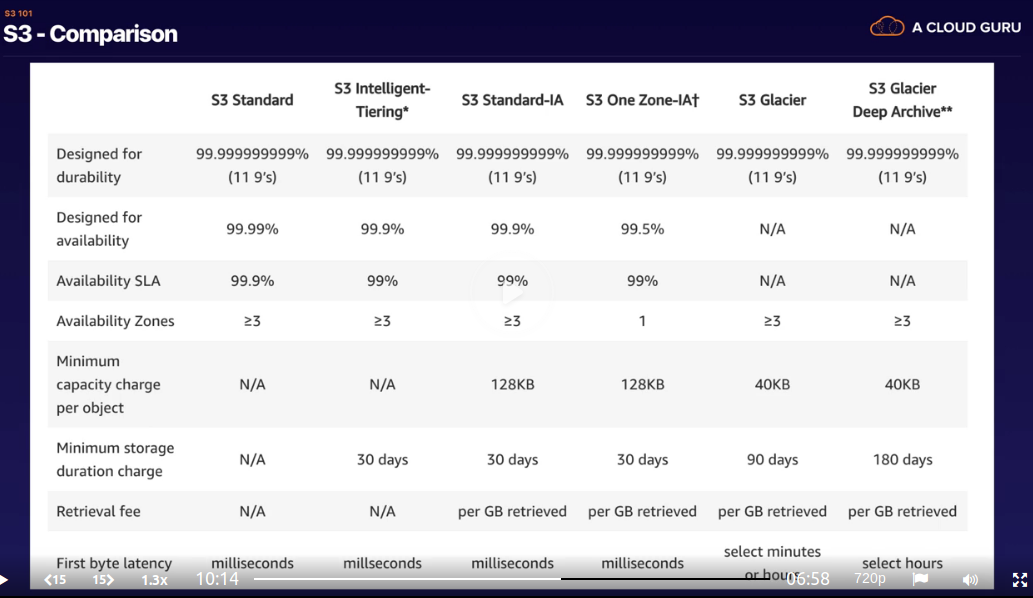 S3 101
S3 - Comparison
A CLOUD GURU
S3 Standard
S3 Intelligent-
Tiering*
S3 Standard-IA
S3 One Zone-IA†
S3 Glacier
S3 Glacier
Deep Archive**
Designed for
durability
99.999999999%
(11 9's)
99.999999999%
(11 9's)
99.999999999%
(11 9's)
99.999999999%
(11 9's)
99.999999999%
(11 9's)
99.999999999%
(11 9's)
Designed for
availability
99.99%
99.9%
99.9%
99.5%
N/A
N/A
Availability SLA
99.9%
99%
99%
99%
N/A
N/A
Availability Zones
≥3
≥3
≥3
1
≥3
≥3
Minimum
capacity charge
per object
N/A
N/A
128KB
128KB
40KB
40KB
Minimum storage
duration charge
N/A
30 days
30 days
30 days
90 days
180 days
Retrieval fee
N/A
N/A
per GB retrieved
per GB retrieved
per GB retrieved
per GB retrieved
First byte latency
milliseconds
millseconds
milliseconds
milliseconds
select minutes
or hours
select hours
15
15
1.3x
10:14
06:58
720p